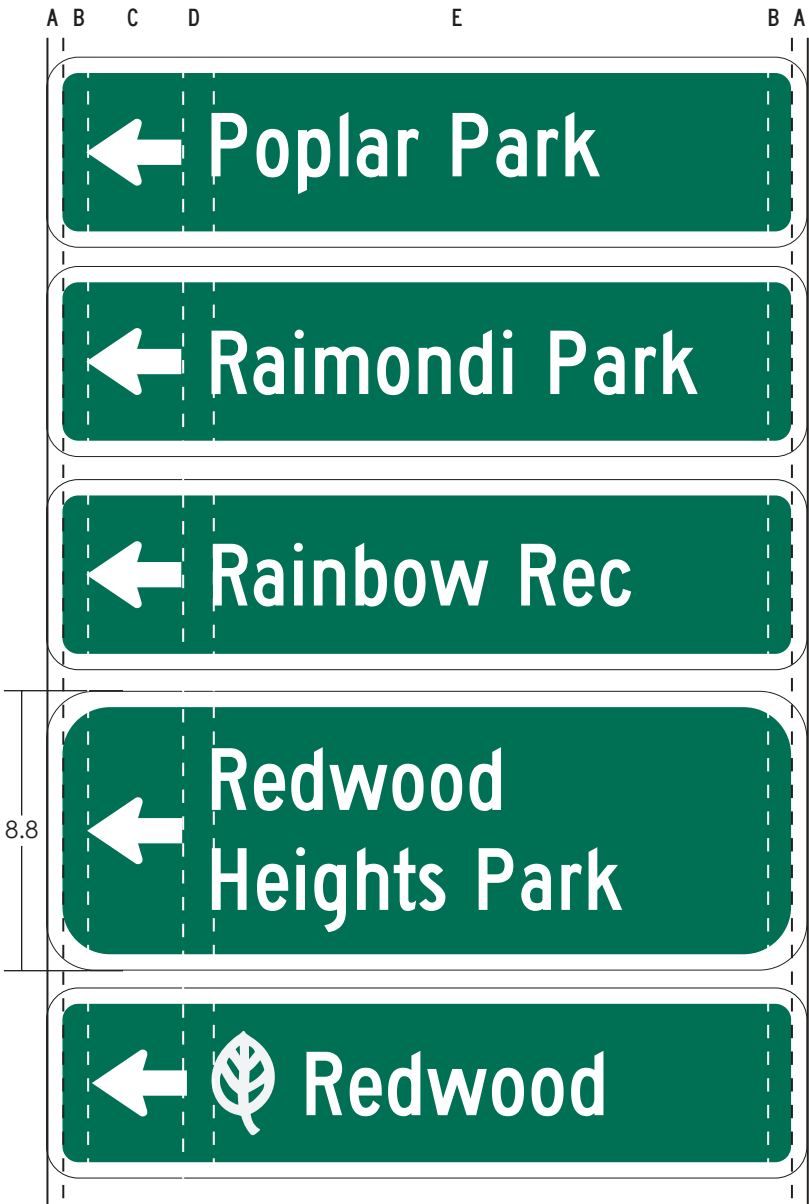 A B C D E B A
Poplar Park
Raimondi Park
Rainbow Rec
8.8
Redwood
Heights Park
Redwood